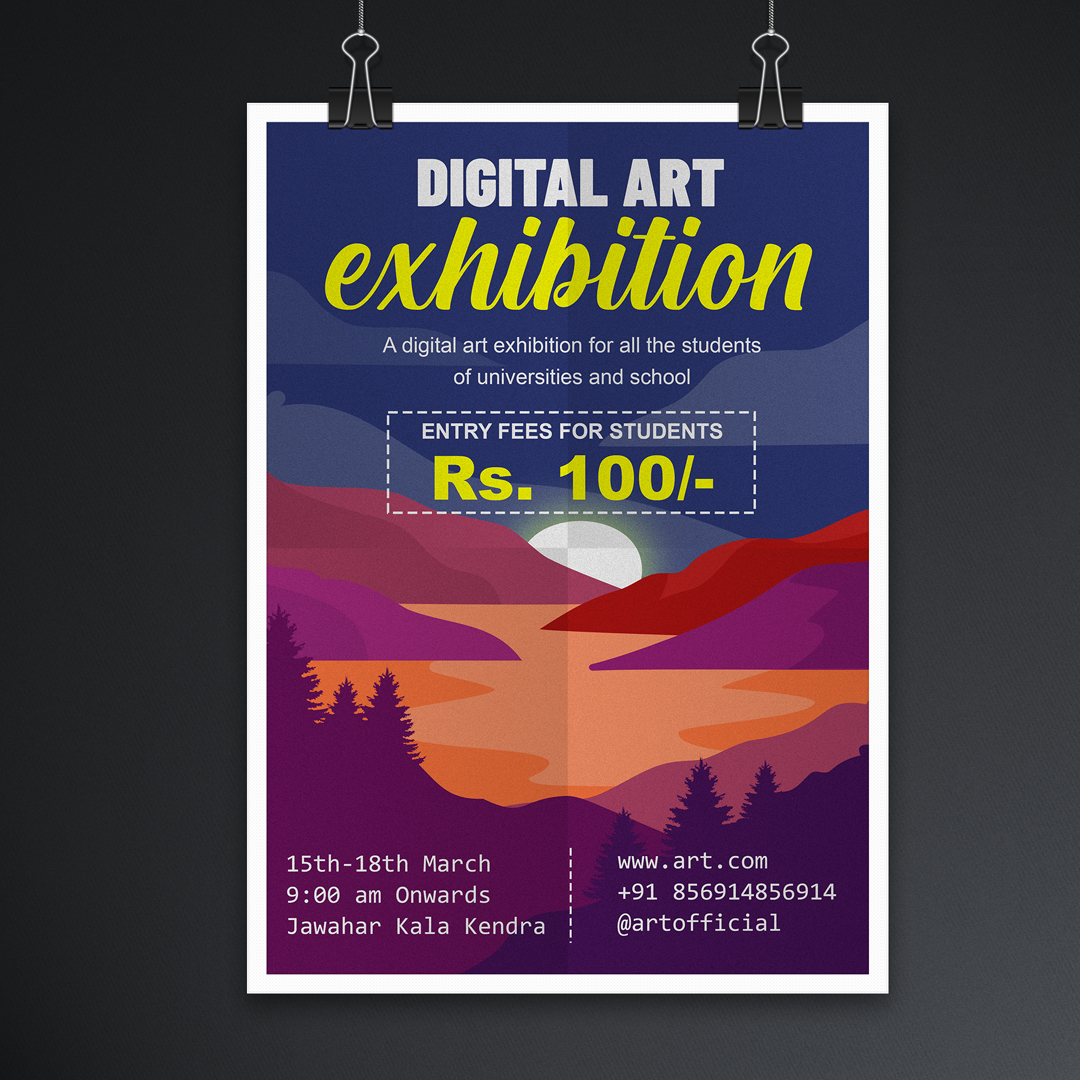 DIGITAL ART
exhibition
A digital art exhibition for all the students
of universities and school
ENTRY FEES FOR STUDENTS
Rs. 100/-
15th-18th March
9:00 am Onwards
Jawahar Kala Kendra
www.art.com
+91 856914856914
@artofficial